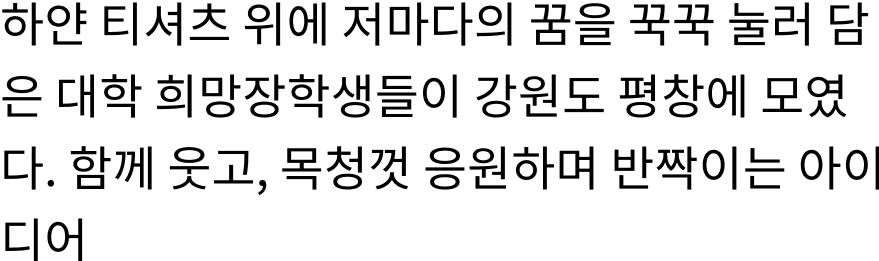 하얀 티셔츠 위에 저마다의 꿈을 꾹꾹 눌러 담
은 대학 희망장학생들이 강원도 평창에 모였
다. 함께 웃고, 목청껏 응원하며 반짝이는 아이
디어